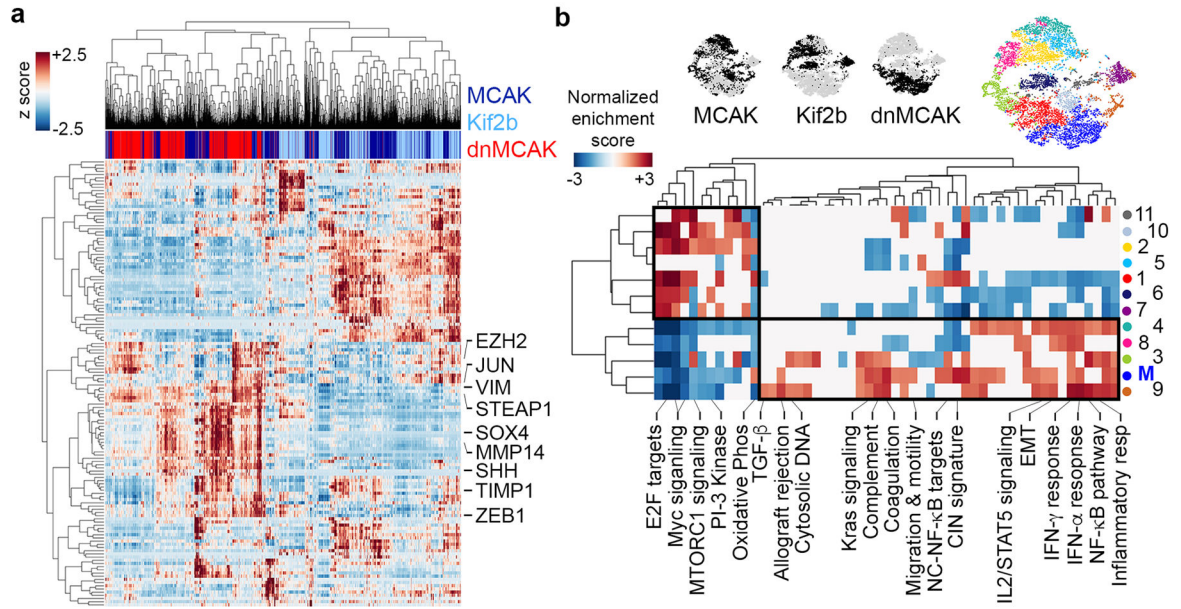 a
z score
+2.5
-2.5
MCAK
Kif2b
dnMCAK
EZH2
JUN
VIM
STEAP1
SOX4
MMP14
SHH
TIMP1
ZEB1
b
MCAK
Kif2b
dnMCAK
Normalized
enichment
score
-3
+3
11
10
2
5
1
6
7
4
8
3
M
9
E2F targets
Myc siganling
MTORC1 signaling
PI-3 Kinase
Oxidative Phos
TGF-β
Allograft rejection
Cytosolic DNA
Kras signaling
Complement
Coagulation
Migration & motility
NC-NF-κB targets
CIN signature
IL2/STAT5 signaling
EMT
IFN-γ response
IFN-α resopnse
NF-κB pathway
Inflammatory resp